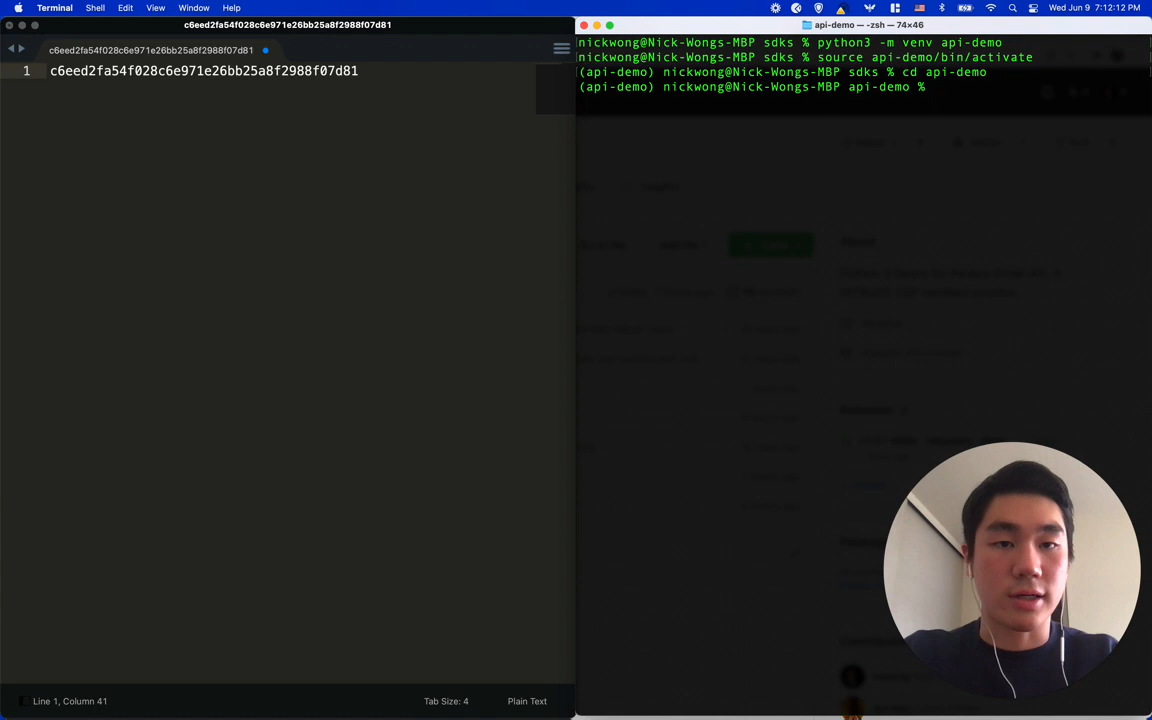 Terminal Shell Edit View Window Help
Wed Jun 9 7:12:12 PM
c6eed2fa54f028c6e971e26bb25a8f2988f07d81
c6eed2fa54f028c6e971e26bb25a8f2988f07d81
1 c6eed2fa54f028c6e971e26bb25a8f2988f07d81
Line 1, Column 41
Tab Size: 4
Plain Text
api-demo — -zsh — 74×46
[nickwong@Nick-Wongs-MBP sdks % python3 -m venv api-demo ]
[nickwong@Nick-Wongs-MBP sdks % source api-demo/bin/activate ]
[(api-demo) nickwong@Nick-Wongs-MBP sdks % cd api-demo ]
(api-demo) nickwong@Nick-Wongs-MBP api-demo %